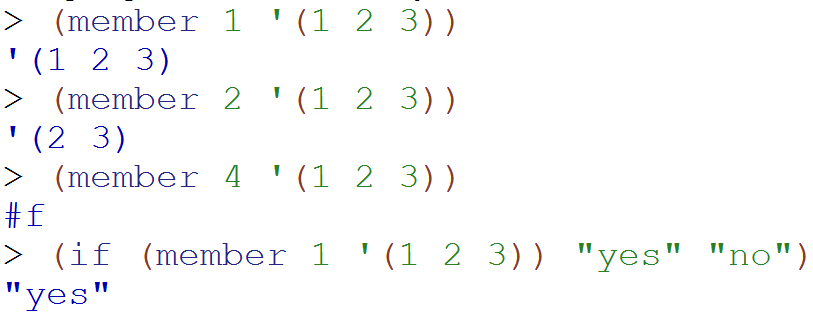 > (member 1 '(1 2 3))
'(1 2 3)
> (member 2 '(1 2 3))
'(2 3)
> (member 4 '(1 2 3))
#f
> (if (member 1 '(1 2 3)) "yes" "no")
"yes"